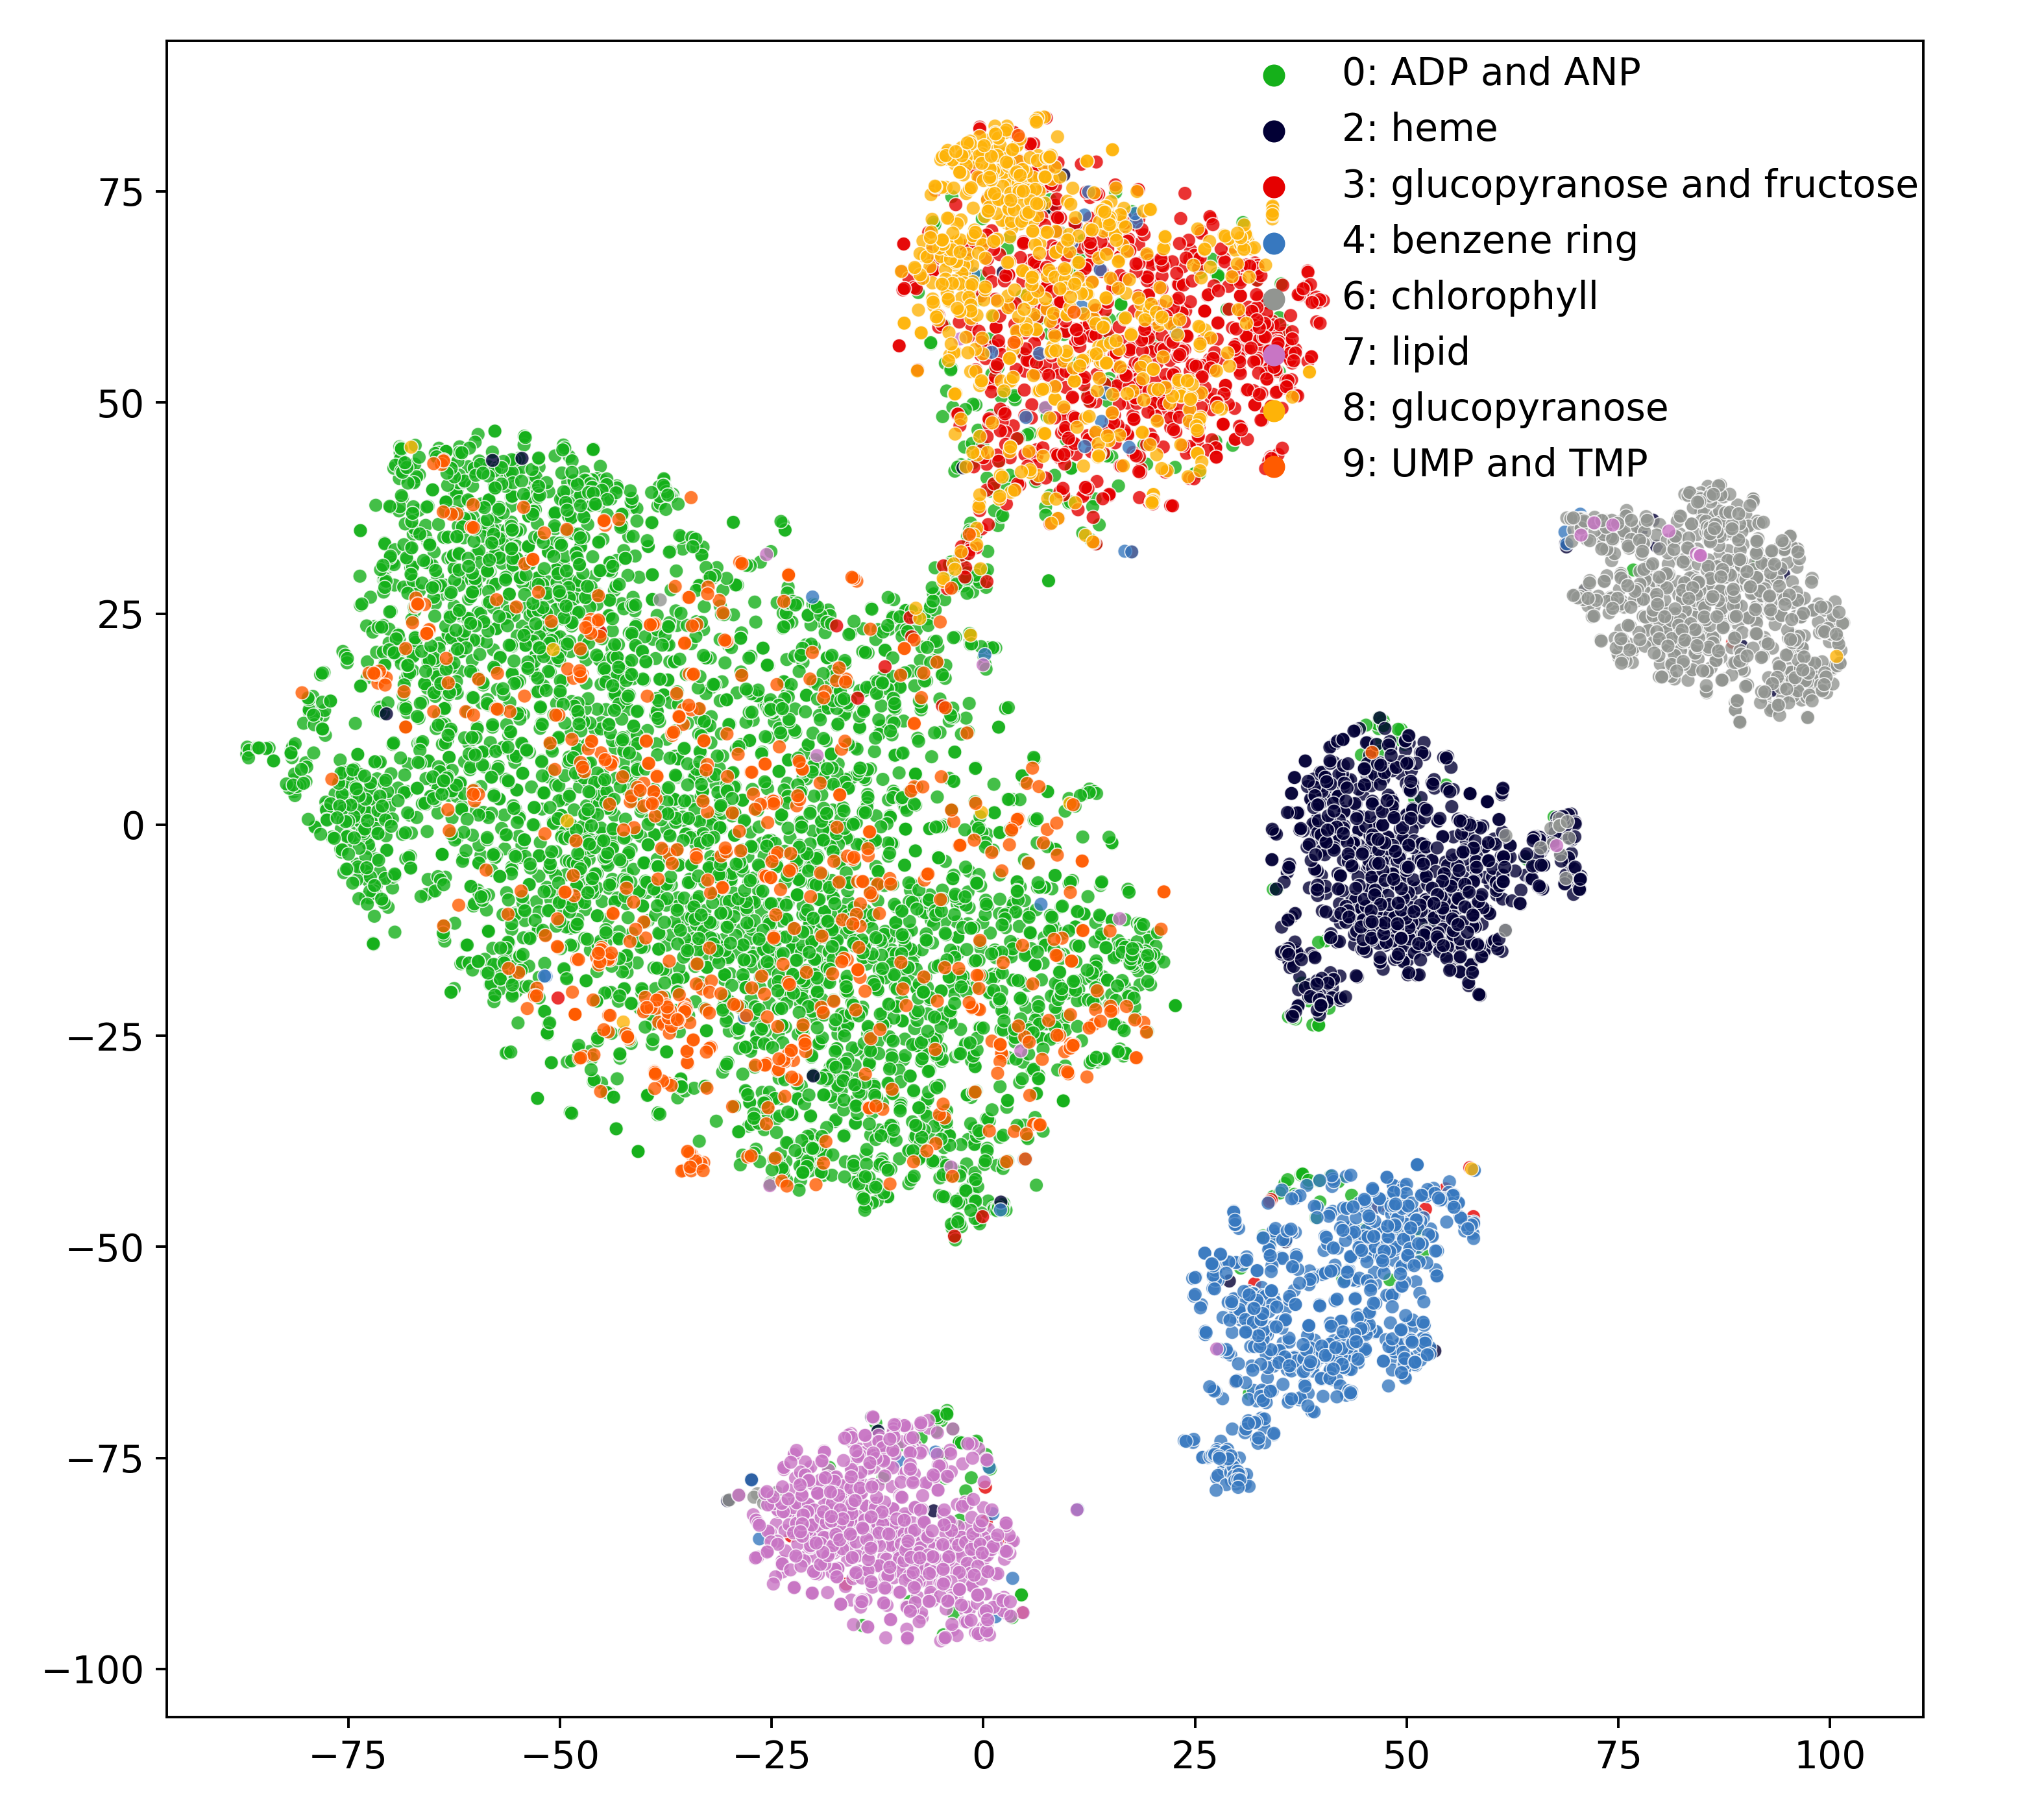 0: ADP and ANP
2: heme
3: glucopyranose and fructose
4: benzene ring
6: chlorophyll
7: lipid
8: glucopyranose
9: UMP and TMP
75
50
25
0
−25
−50
−75
−100
−75 −50 −25 0 25 50 75 100